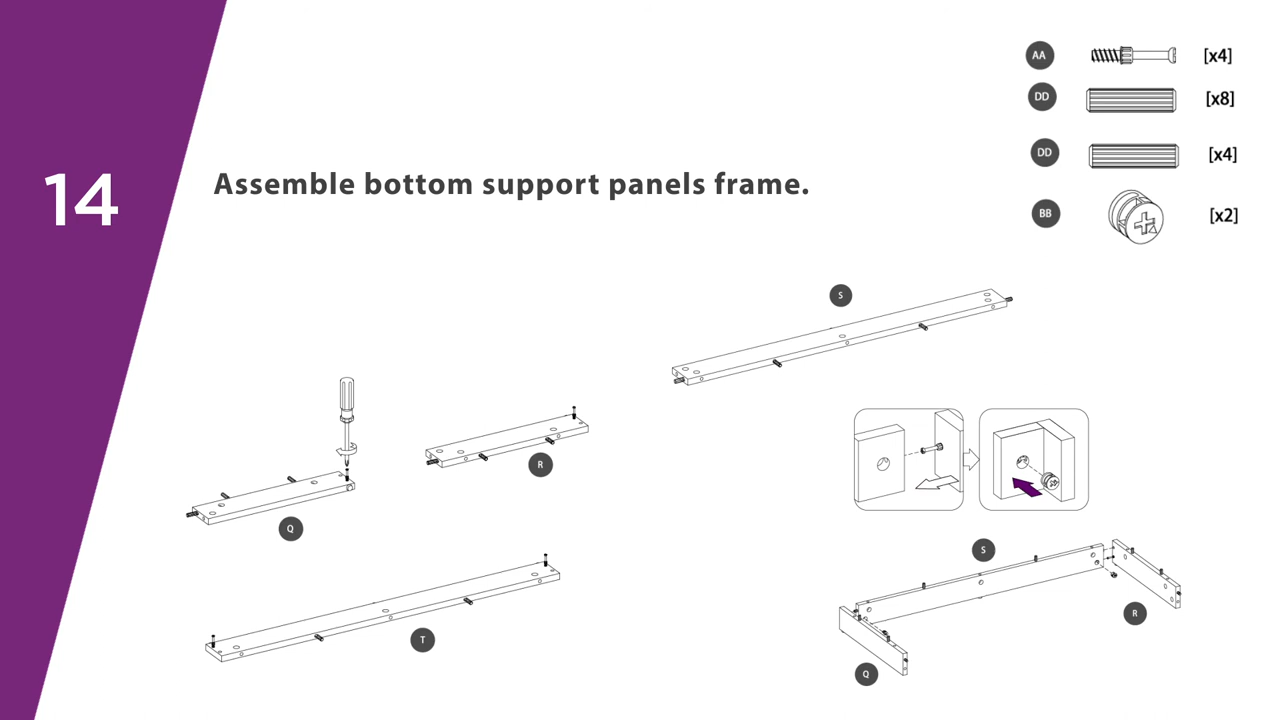 14
Assemble bottom support panels frame.
AA [x4]
DD [x8]
DD [x4]
BB [x2]
S
R
Q
T
S
R
Q